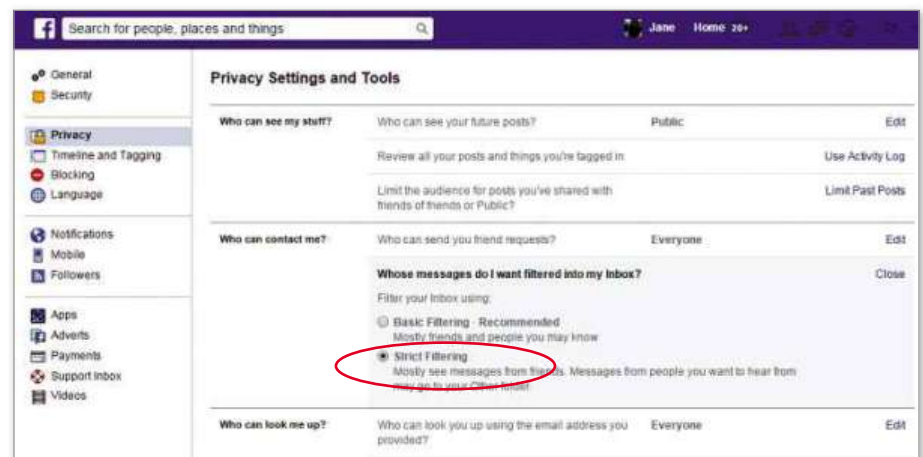 f Search for people, places and things Jane Home 20+
General
Security
Privacy
Timeline and Tagging
Blocking
Language
Notifications
Mobile
Followers
Apps
Adverts
Payments
Support Inbox
Videos
Privacy Settings and Tools
Who can see my stuff? Who can see your future posts? Public Edit
Review all your posts and things you're tagged in Use Activity Log
Limit the audience for posts you've shared with Limit Past Posts
friends of friends or Public?
Who can contact me? Who can send you friend requests? Everyone Edit
Whose messages do I want filtered into my Inbox? Close
Filter your Inbox using:
Basic Filtering - Recommended
Mostly friends and people you may know
Strict Filtering
Mostly see messages from friends. Messages from people you want to hear from
may go to your Other folder
Who can look me up? Who can look you up using the email address you Everyone Edit
provided?